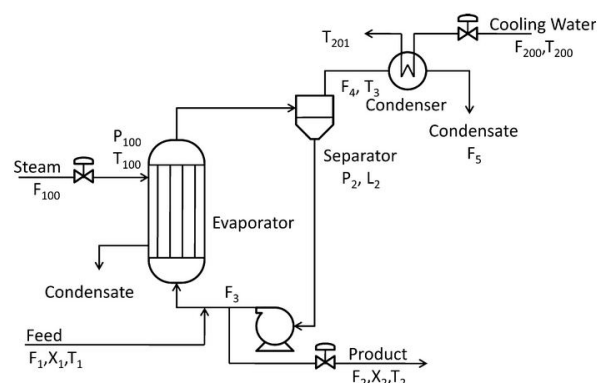 Cooling Water
F200,T200
T201
F4, T3
Condenser
Condensate
F5
P100
T100
Separator
P2, L2
Steam
F100
Evaporator
Condensate
F3
Feed
F1,X1,T1
Product
F2,X2,T2